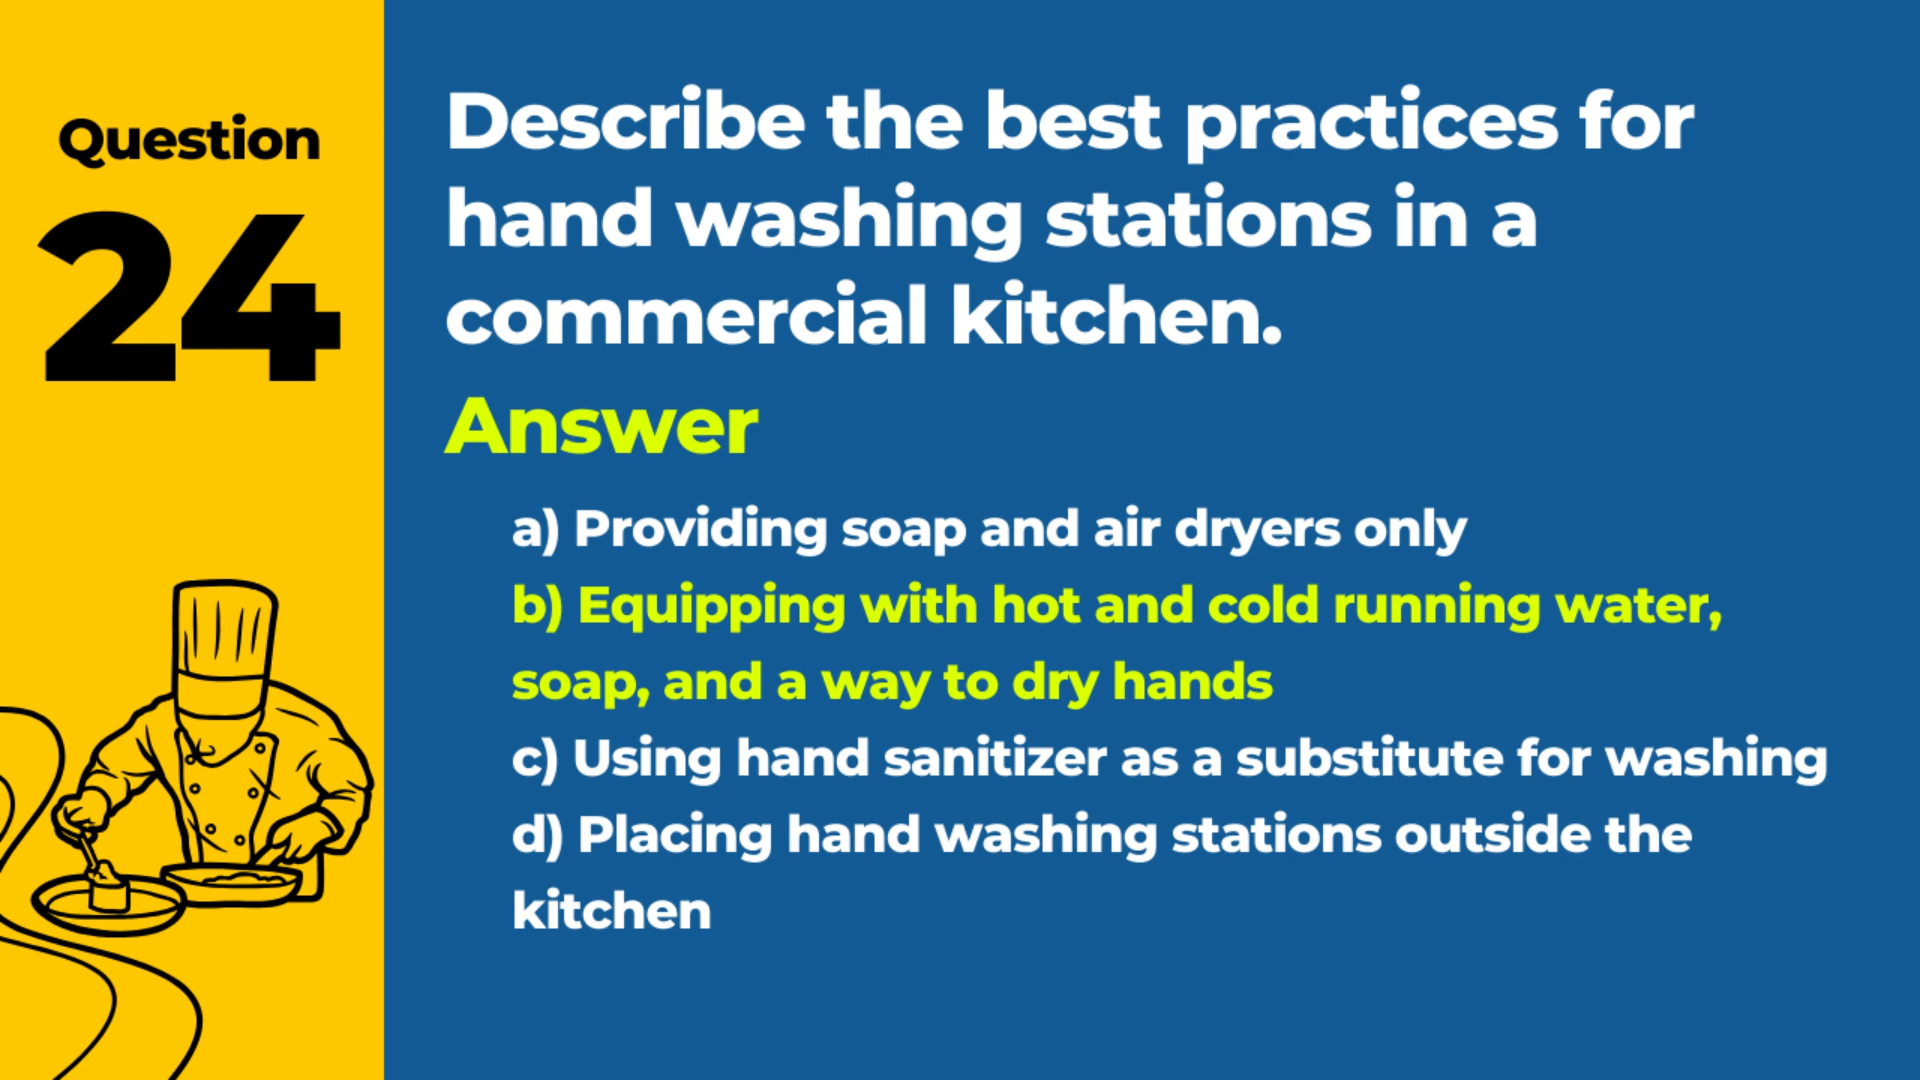 Question
24
Describe the best practices for
hand washing stations in a
commercial kitchen.
Answer
a) Providing soap and air dryers only
b) Equipping with hot and cold running water,
soap, and a way to dry hands
c) Using hand sanitizer as a substitute for washing
d) Placing hand washing stations outside the
kitchen